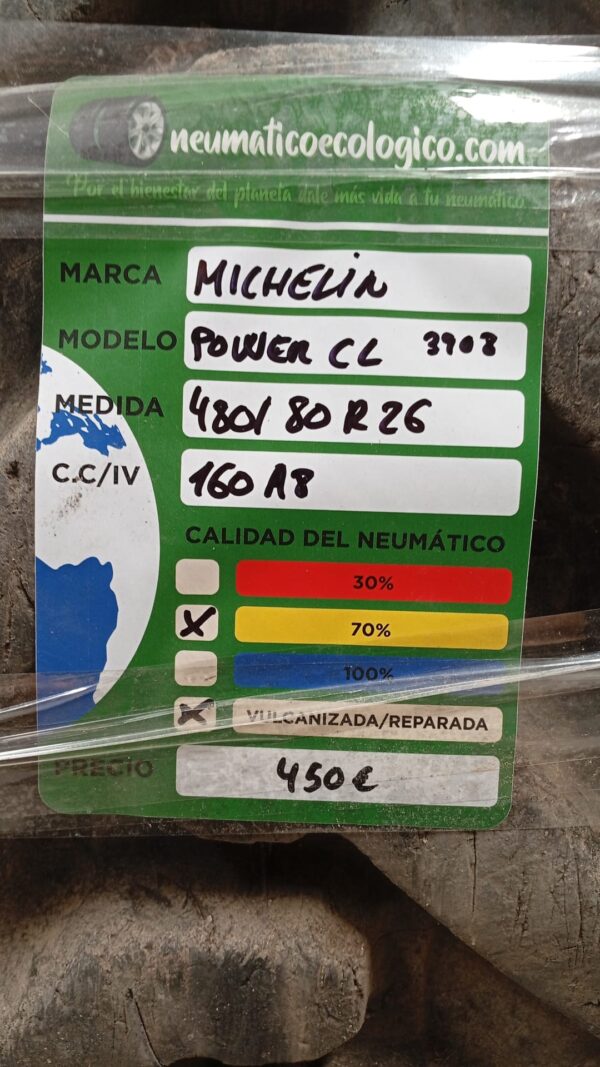 neumaticoecologico.com
"Por el bienestar del planeta dale más vida a tu neumático
MARCA MICHELIN
MODELO POWER CL 3908
MEDIDA 480/80 R 26
C.C/IV 160 A8
CALIDAD DEL NEUMÁTICO
30%
X 70%
100%
X VULCANIZADA/REPARADA
PRECIO 450€